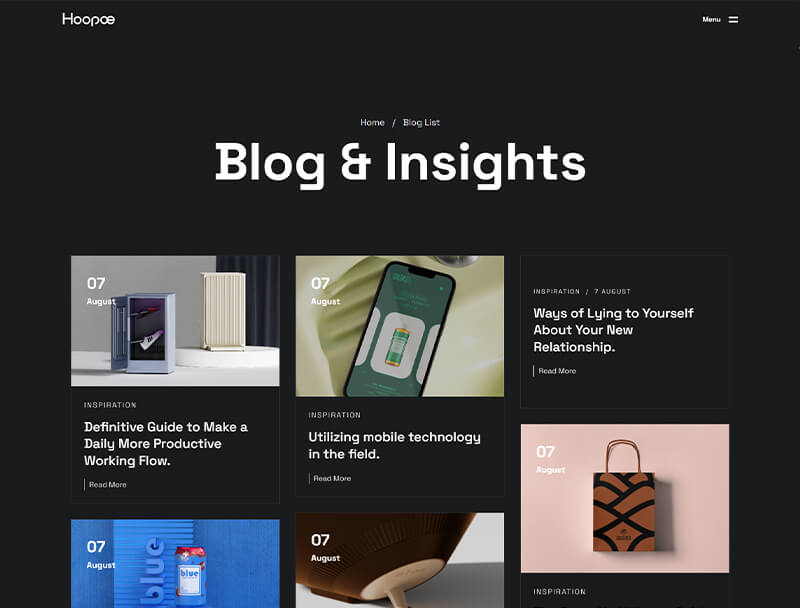 Hoopœ
Menu
Home / Blog List
Blog & Insights
07
August
INSPIRATION
Definitive Guide to Make a
Daily More Productive
Working Flow.
Read More
07
August
INSPIRATION
Utilizing mobile technology
in the field.
Read More
INSPIRATION / 7 AUGUST
Ways of Lying to Yourself
About Your New
Relationship.
Read More
07
August
INSPIRATION
07
August
blue
blue
07
August